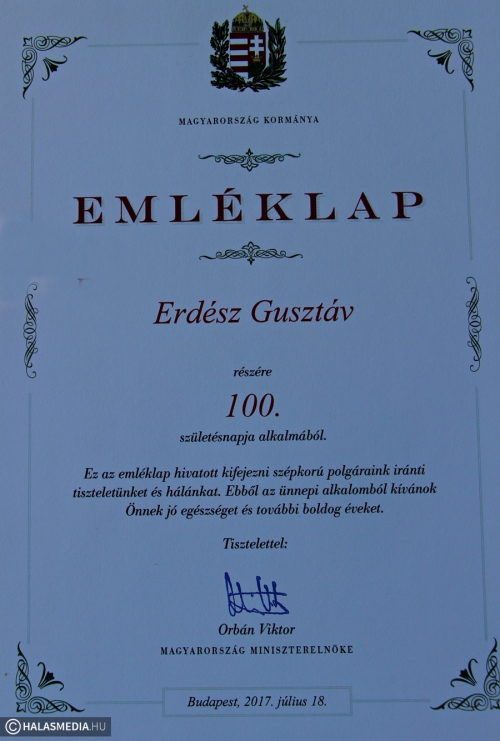 MAGYARORSZÁG KORMÁNYA
EMLÉKLAP
Erdész Gusztáv
részére
100.
születésnapja alkalmából.
Ez az emléklap hivatott kifejezni szépkorú polgáraink iránti
tiszteletünket és hálánkat. Ebből az ünnepi alkalomból kívánok
Önnek jó egészséget és további boldog éveket.
Tisztelettel:
Orbán Viktor
MAGYARORSZÁG MINISZTERELNÖKE
Budapest, 2017. július 18.
©HALASMEDIA.HU